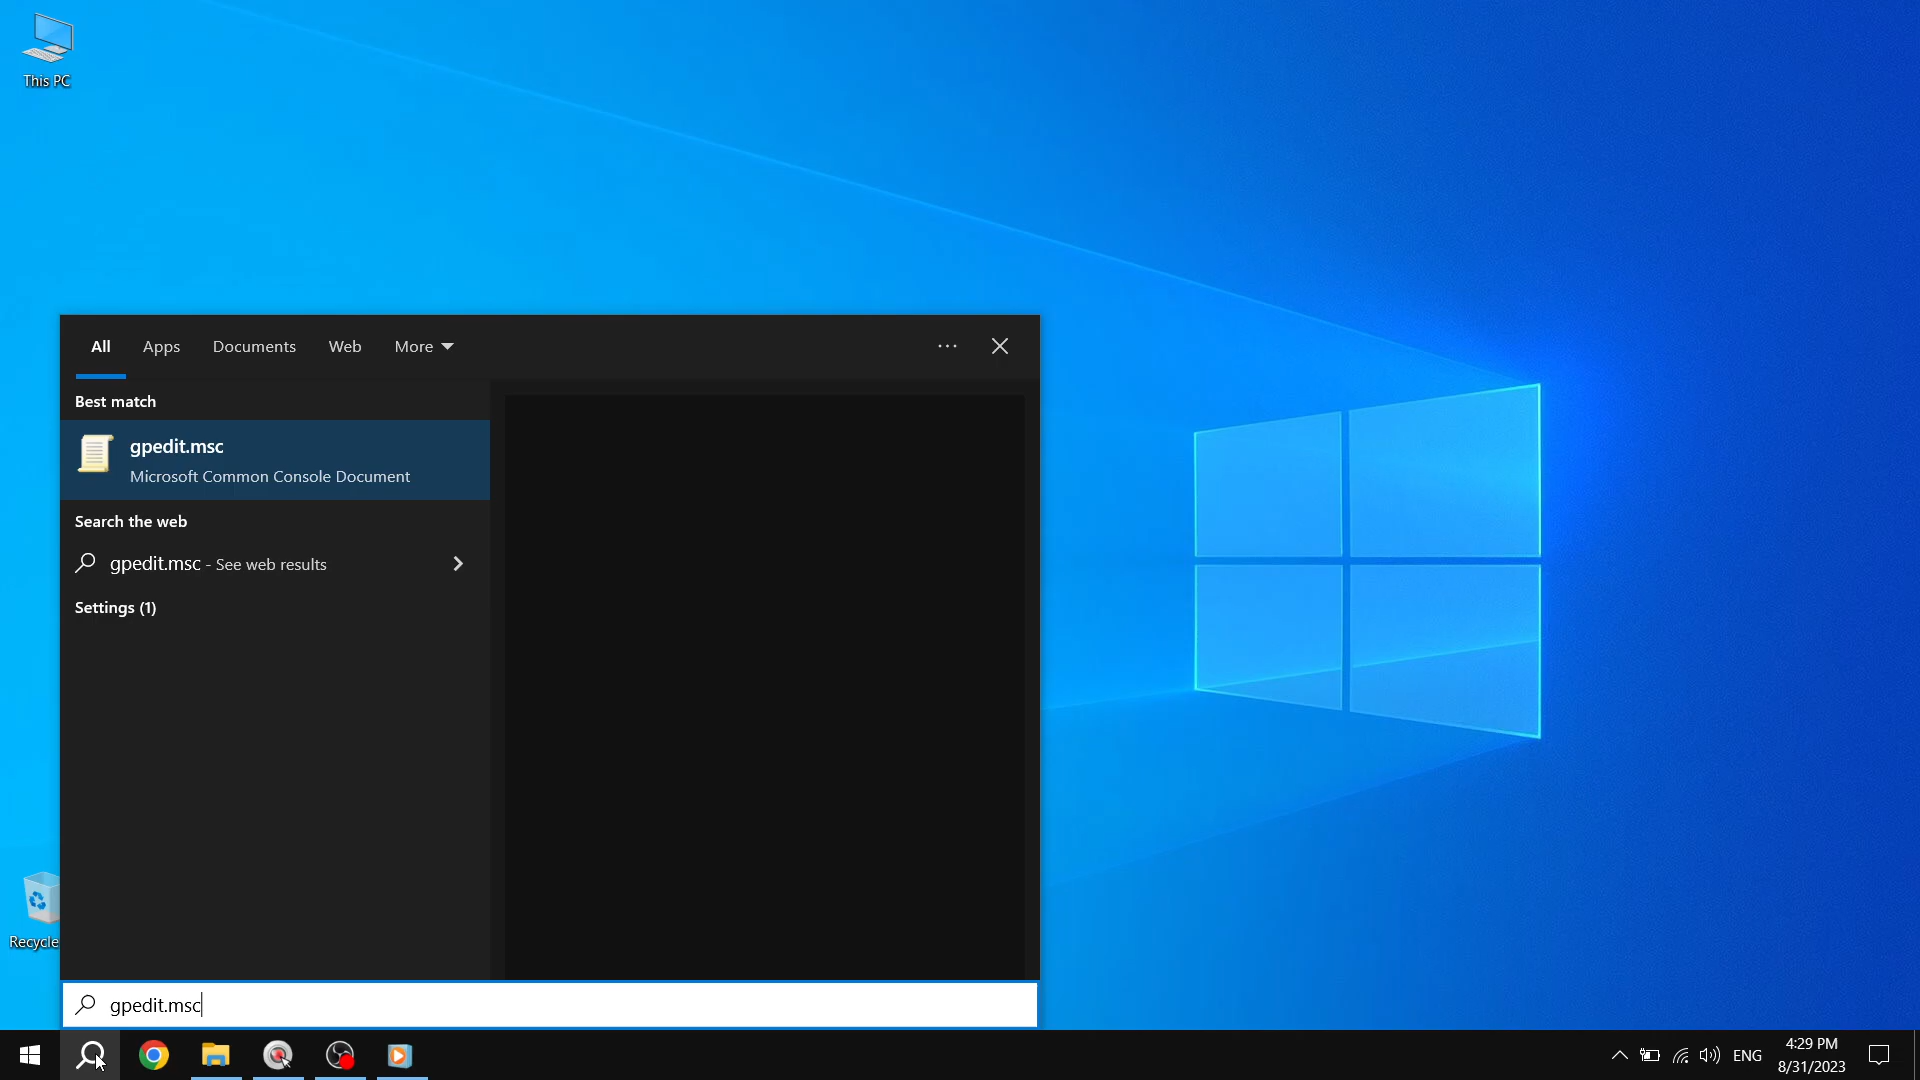 This PC
All Apps Documents Web More
Best match
gpedit.msc
Microsoft Common Console Document
Search the web
gpedit.msc - See web results
Settings (1)
Recycle
gpedit.msc
ENG
4:29 PM
8/31/2023